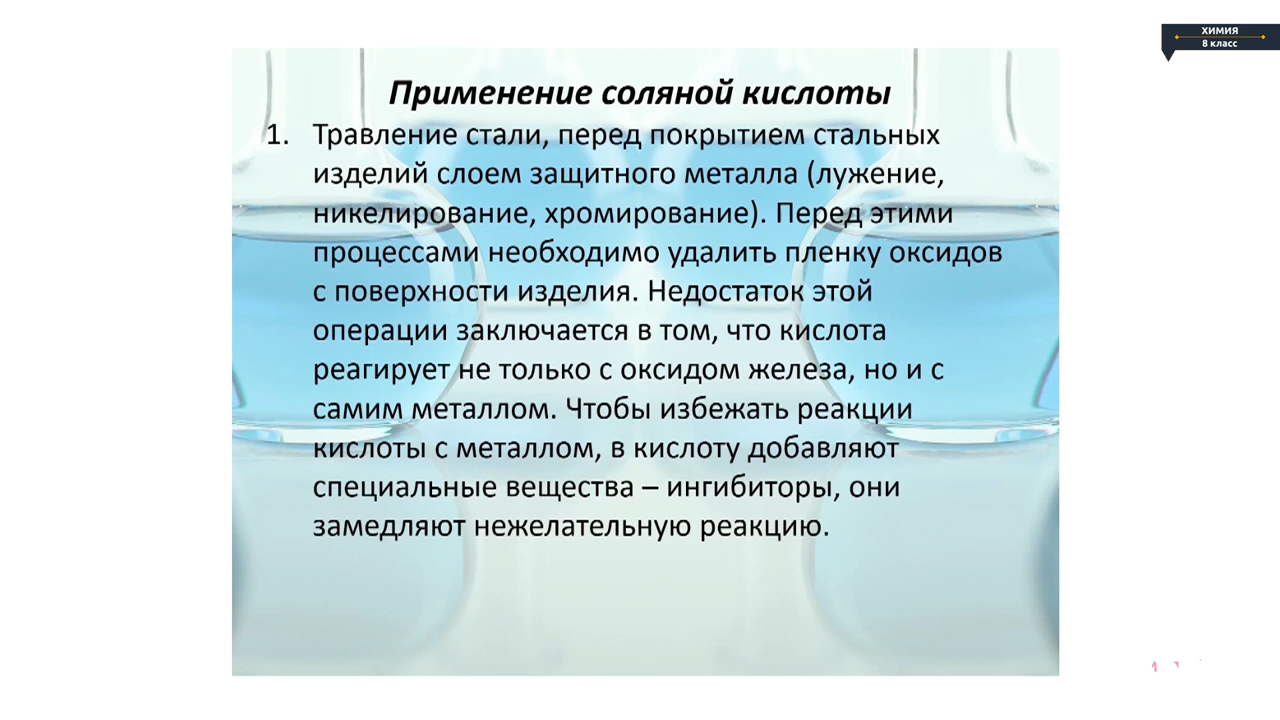 ХИМИЯ
8 класс
Применение соляной кислоты
1. Травление стали, перед покрытием стальных
изделий слоем защитного металла (лужение,
никелирование, хромирование). Перед этими
процессами необходимо удалить пленку оксидов
с поверхности изделия. Недостаток этой
операции заключается в том, что кислота
реагирует не только с оксидом железа, но и с
самим металлом. Чтобы избежать реакции
кислоты с металлом, в кислоту добавляют
специальные вещества – ингибиторы, они
замедляют нежелательную реакцию.